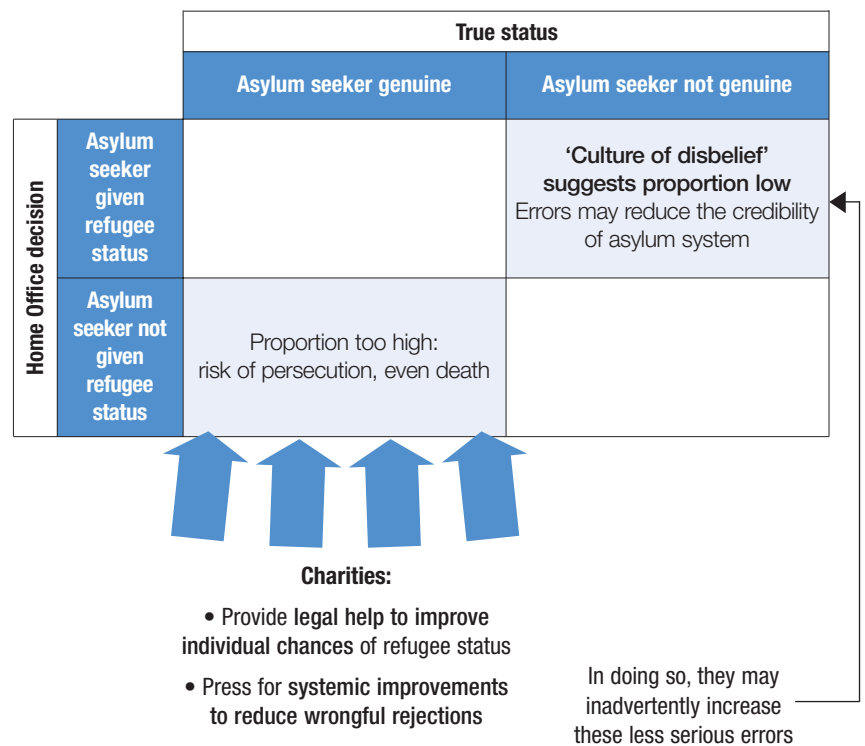 True status
Asylum seeker genuine
Asylum seeker not genuine
Home Office decision
Asylum
seeker
given
refugee
status
‘Culture of disbelief’
suggests proportion low
Errors may reduce the credibility
of asylum system
Asylum
seeker not
given
refugee
status
Proportion too high:
risk of persecution, even death
Charities:
• Provide legal help to improve
individual chances of refugee status
• Press for systemic improvements
to reduce wrongful rejections
In doing so, they may
inadvertently increase
these less serious errors